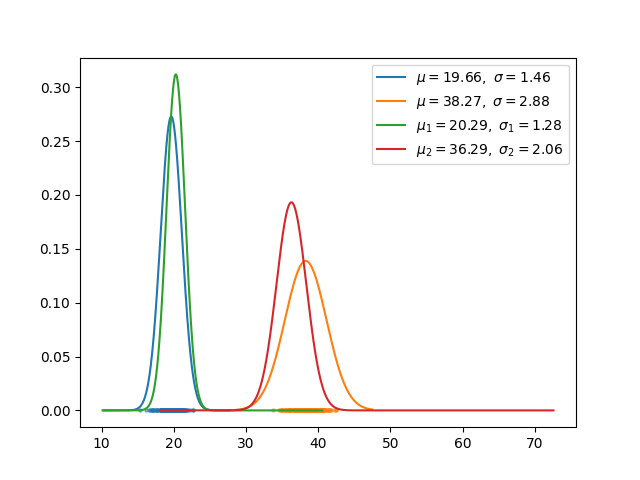 μ = 19.66, σ = 1.46
μ = 38.27, σ = 2.88
μ₁ = 20.29, σ₁ = 1.28
μ₂ = 36.29, σ₂ = 2.06
0.30
0.25
0.20
0.15
0.10
0.05
0.00
10 20 30 40 50 60 70